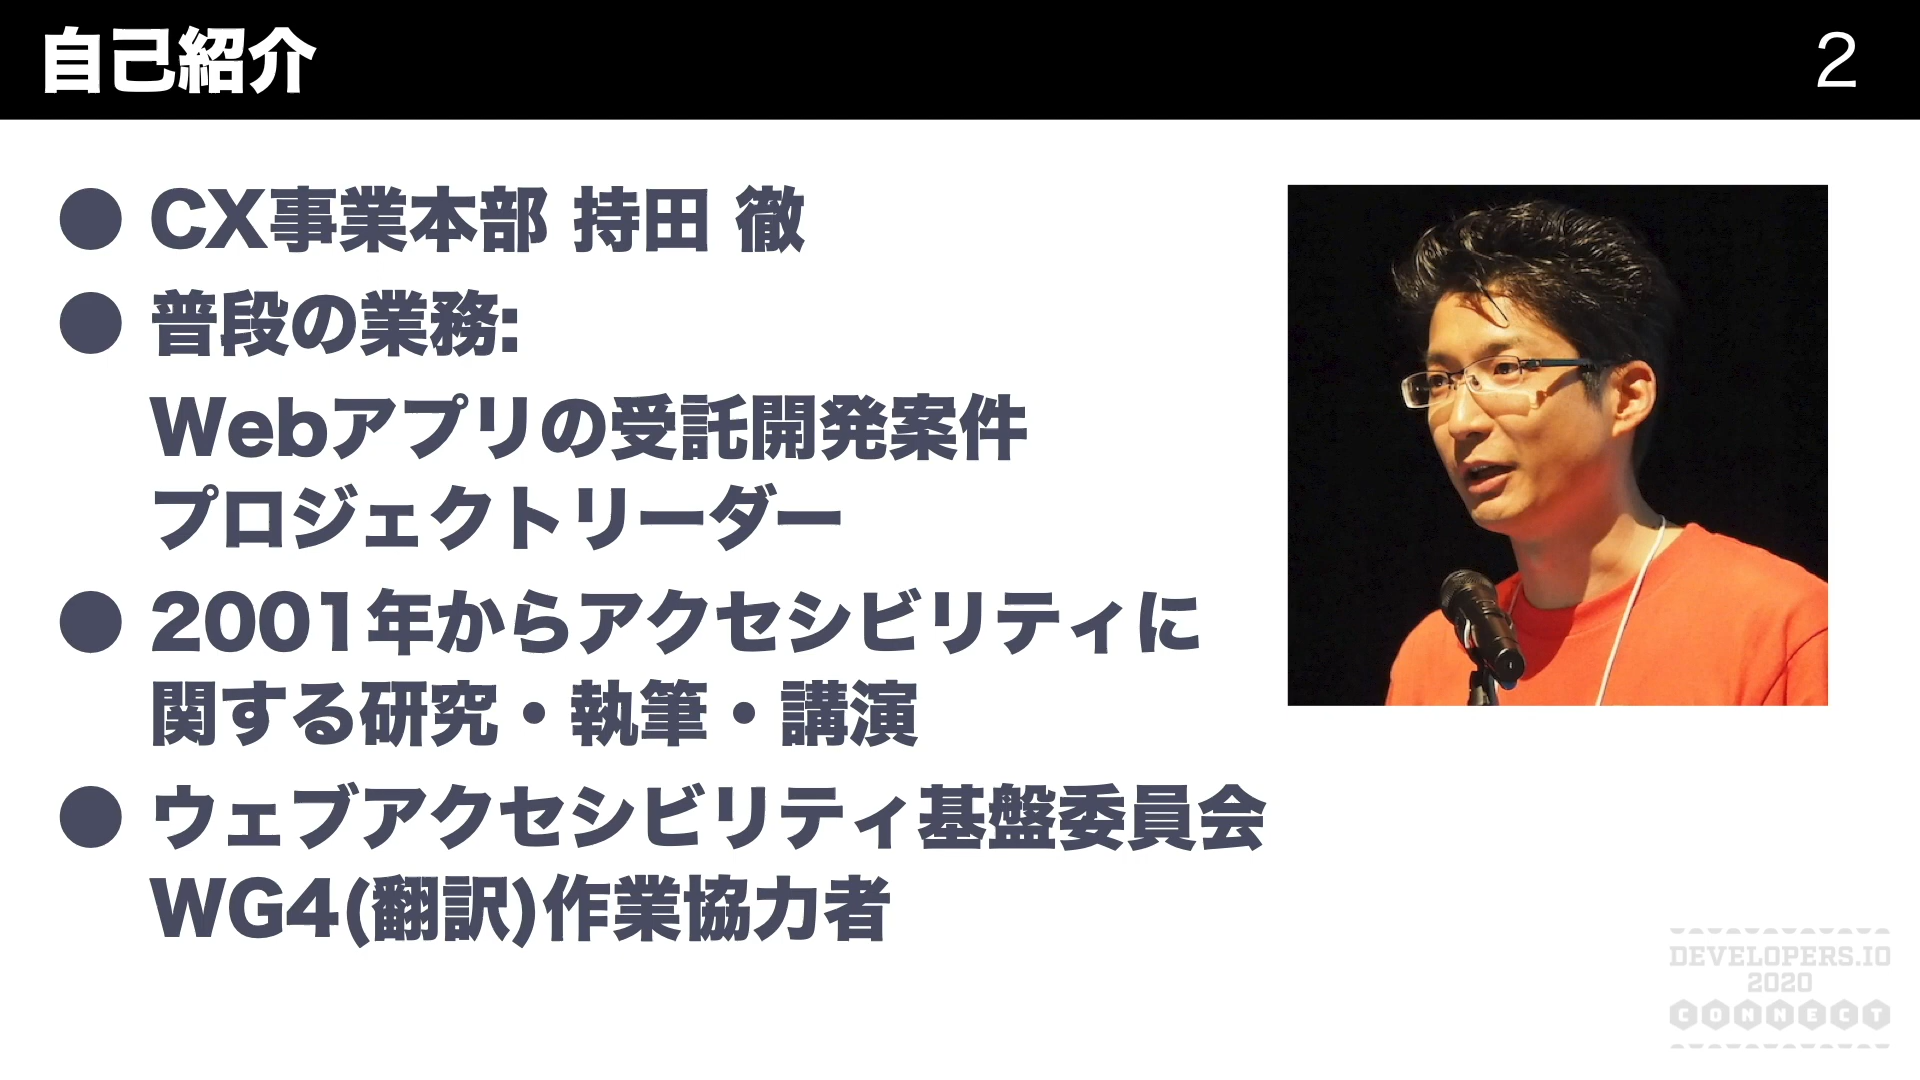 自己紹介
2
● CX事業本部 持田 徹
● 普段の業務:
Webアプリの受託開発案件
プロジェクトリーダー
● 2001年からアクセシビリティに
関する研究・執筆・講演
● ウェブアクセシビリティ基盤委員会
WG4(翻訳)作業協力者
DEVELOPERS.IO
2020
CONNECT